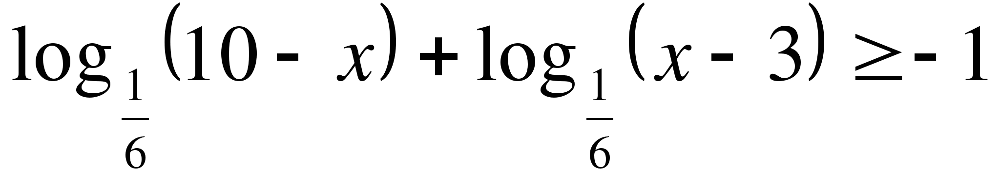 log_{1/6}(10 - x) + log_{1/6}(x - 3) ≥ - 1